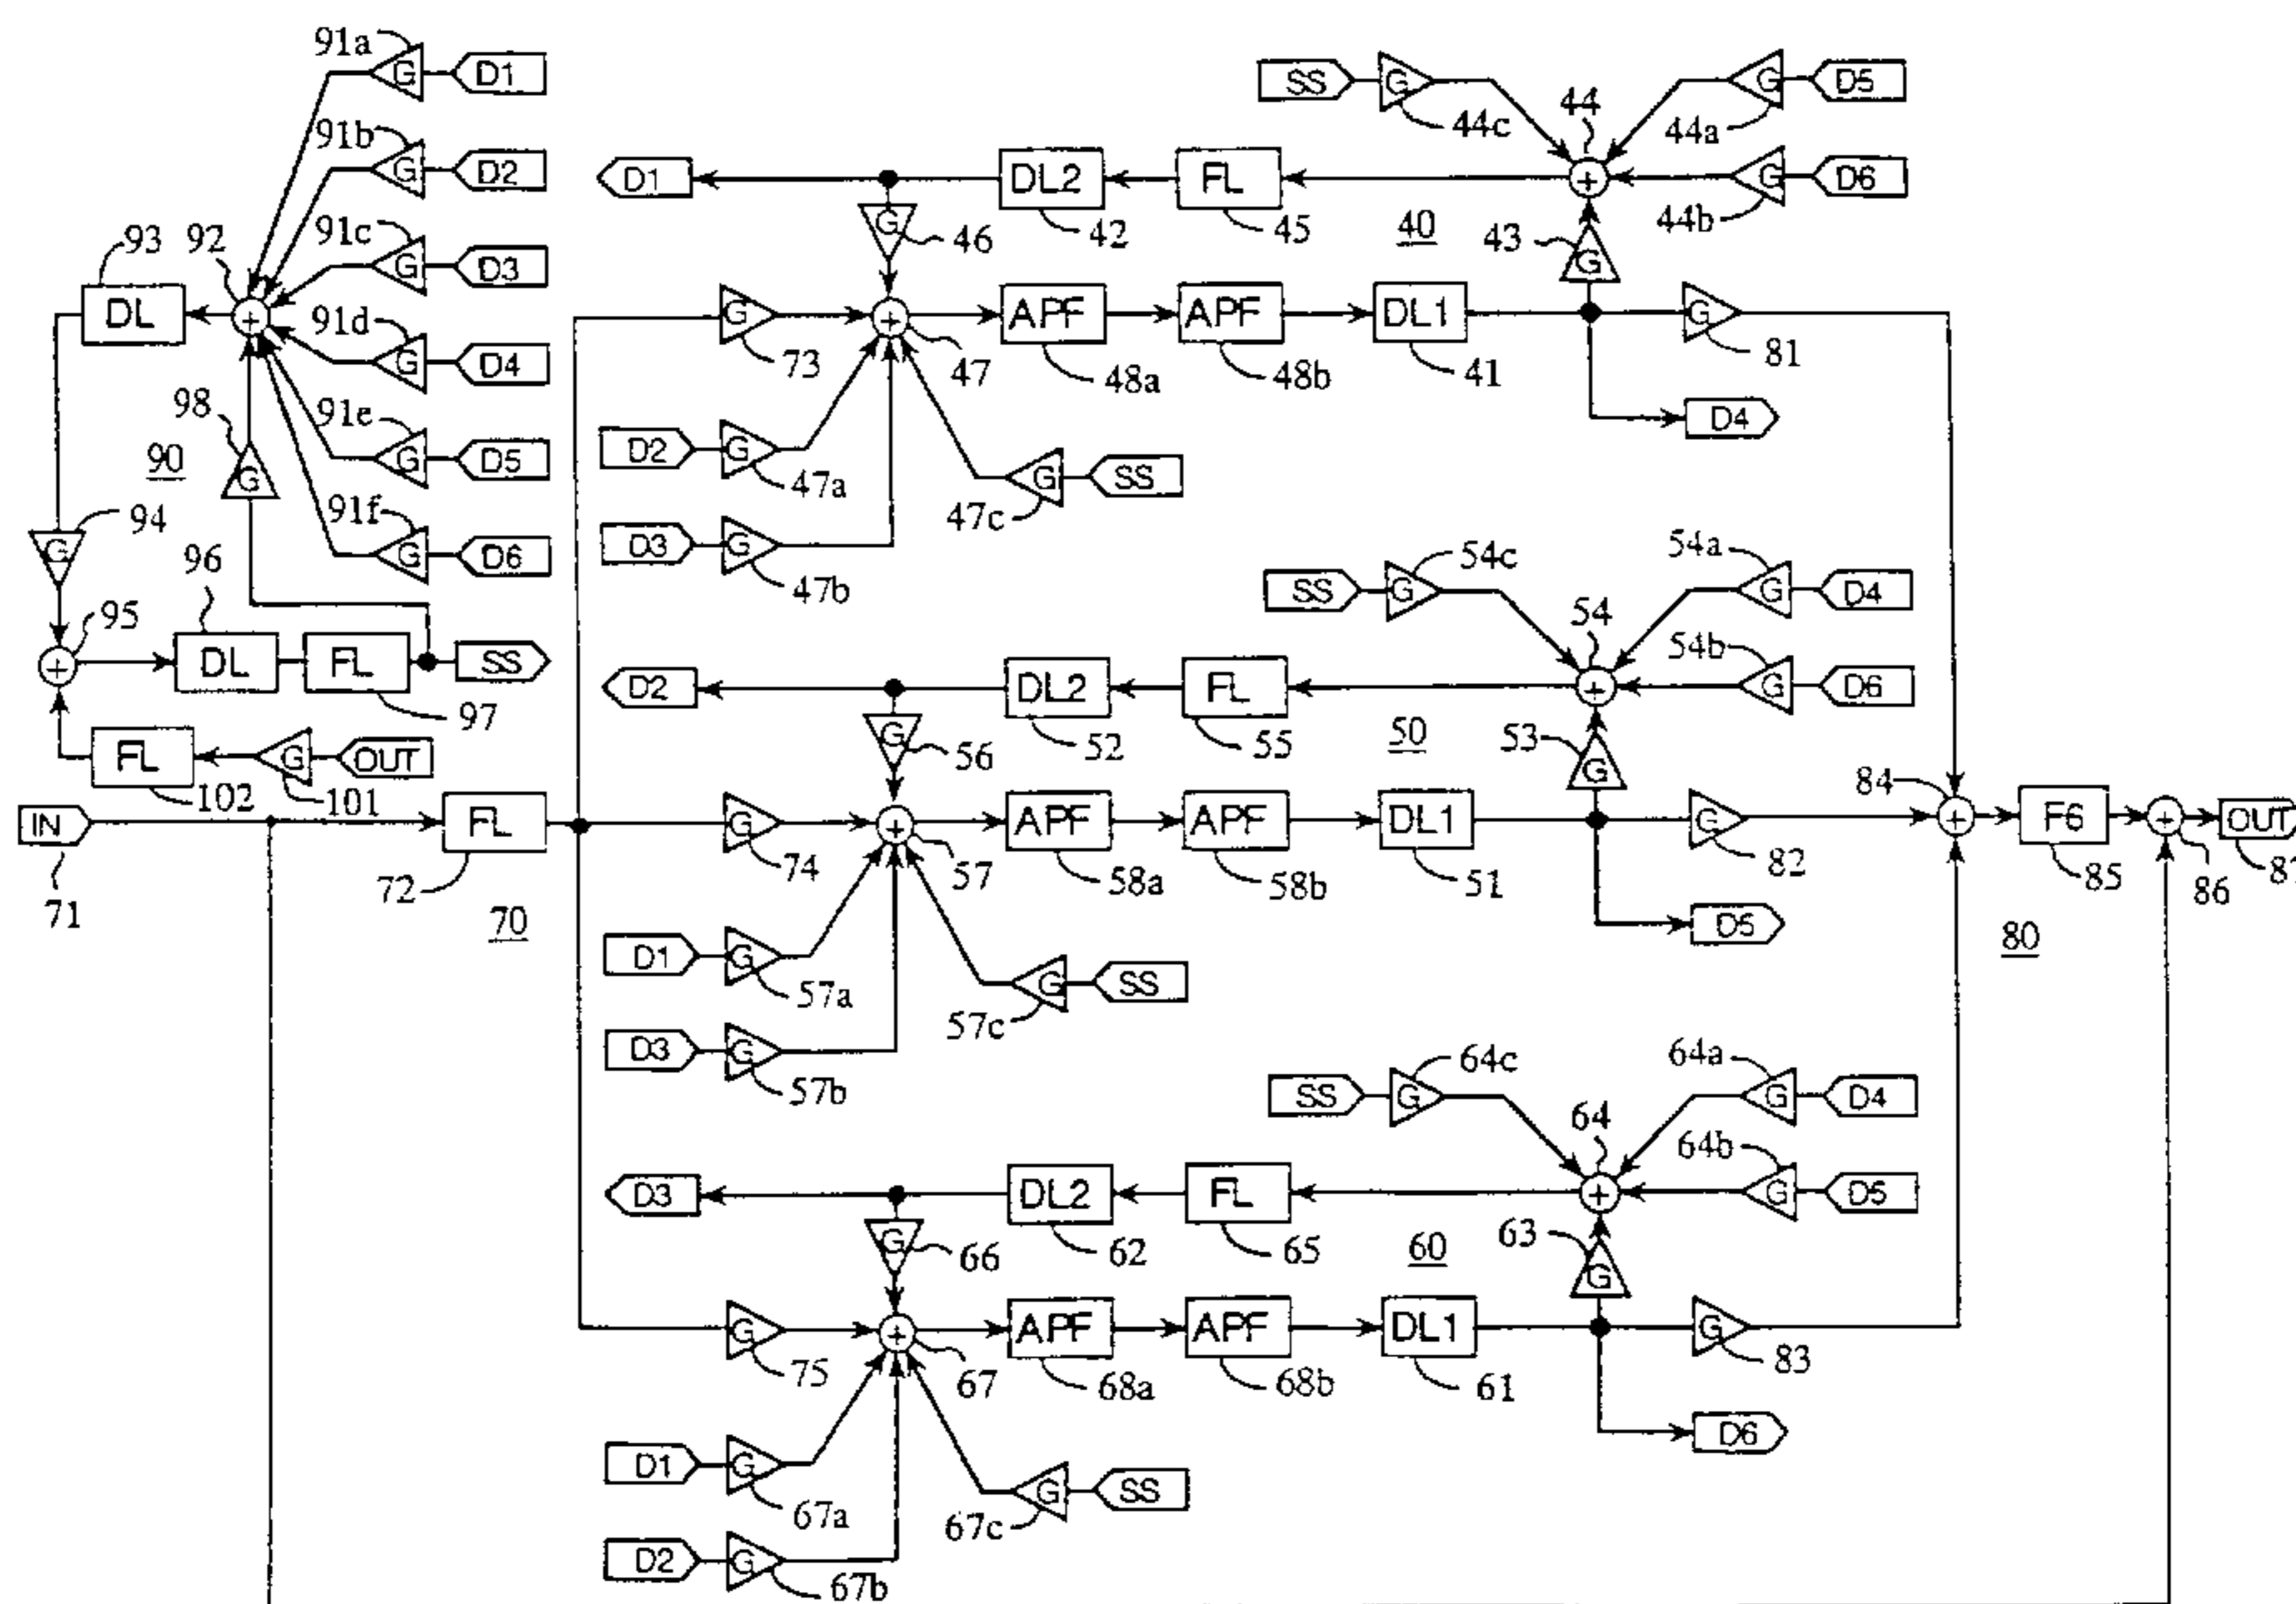 91a G D1
91b G D2
91c G D3
91d G D4
91e G D5
91f G D6
93 92
DL +
98 G
90
94 G
96
95 +
DL FL SS
97
FL G OUT
102 101
IN FL
71 72 70
SS G 44 G D5
44c 44a
D1 DL2 FL + G D6
G 46 42 45 40 43 G 44b
G + APF APF DL1 G
73 47 48a 48b 41 81
D4
D2 G G SS
47a 47c
D3 G
47b
54c 54a
SS G 54 G D4
54b
D2 DL2 FL + G D6
G 56 52 55 50 53 G
G + APF APF DL1 G
74 57 58a 58b 51 82
D5
D1 G G SS
57a 57c
D3 G
57b
84 + F6 + OUT
85 86
80
64c 64a
SS G 64 G D4
64b
D3 DL2 FL + G D5
G 66 62 65 60 63 G
G + APF APF DL1 G
75 67 68a 68b 61 83
D6
D1 G G SS
67a 67c
D2 G
67b